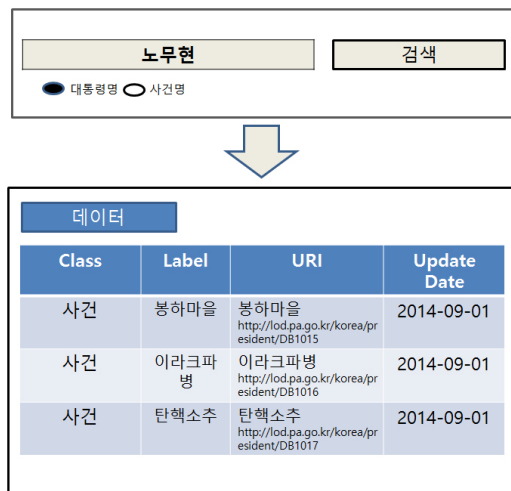 노무현
검색
대통령명 사건명
데이터
Class Label URI Update
Date
사건 봉하마을 봉하마을 2014-09-01
http://lod.pa.go.kr/korea/pr
esident/DB1015
사건 이라크파 이라크파병 2014-09-01
병 http://lod.pa.go.kr/korea/pr
esident/DB1016
사건 탄핵소추 탄핵소추 2014-09-01
http://lod.pa.go.kr/korea/pr
esident/DB1017